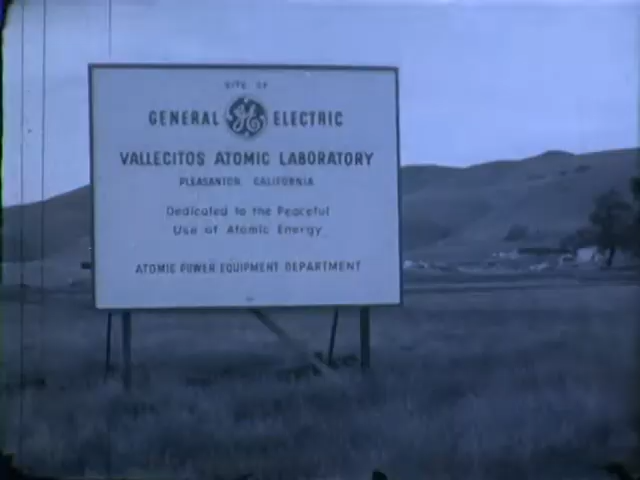 SITE OF
GENERAL GE ELECTRIC
VALLECITOS ATOMIC LABORATORY
PLEASANTON, CALIFORNIA
Dedicated to the Peaceful
Use of Atomic Energy
ATOMIC POWER EQUIPMENT DEPARTMENT